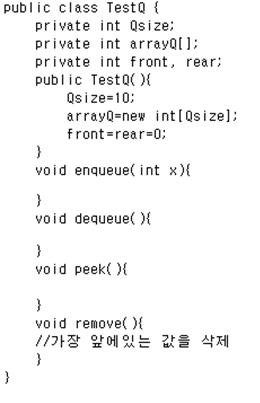 public class TestQ {
    private int Qsize;
    private int arrayQ[];
    private int front, rear;
    public TestQ(){
        Qsize=10;
        arrayQ=new int[Qsize];
        front=rear=0;
    }
    void enqueue(int x){
    }
    void dequeue(){
    }
    void peek(){
    }
    void remove(){
    //가장 앞에있는 값을 삭제
    }
}